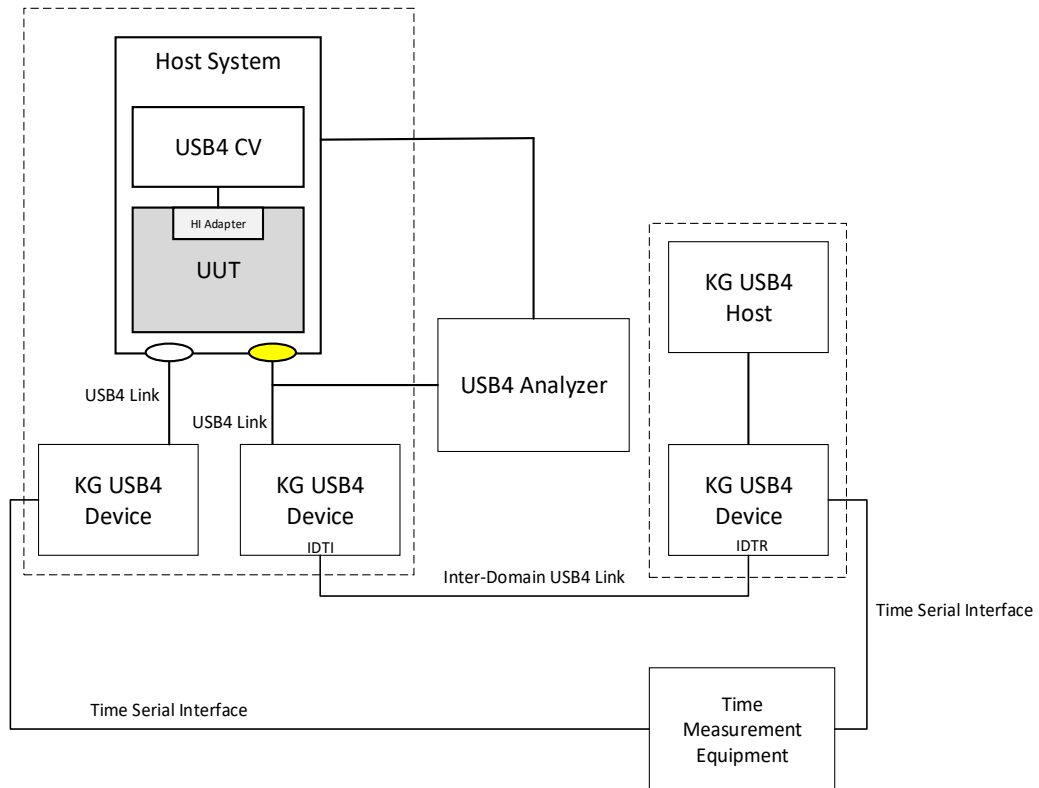 Host System
USB4 CV
HI Adapter
UUT
USB4 Link
USB4 Link
KG USB4
Device
KG USB4
Device
IDTI
USB4 Analyzer
KG USB4
Host
KG USB4
Device
IDTR
Inter-Domain USB4 Link
Time Serial Interface
Time Serial Interface
Time
Measurement
Equipment